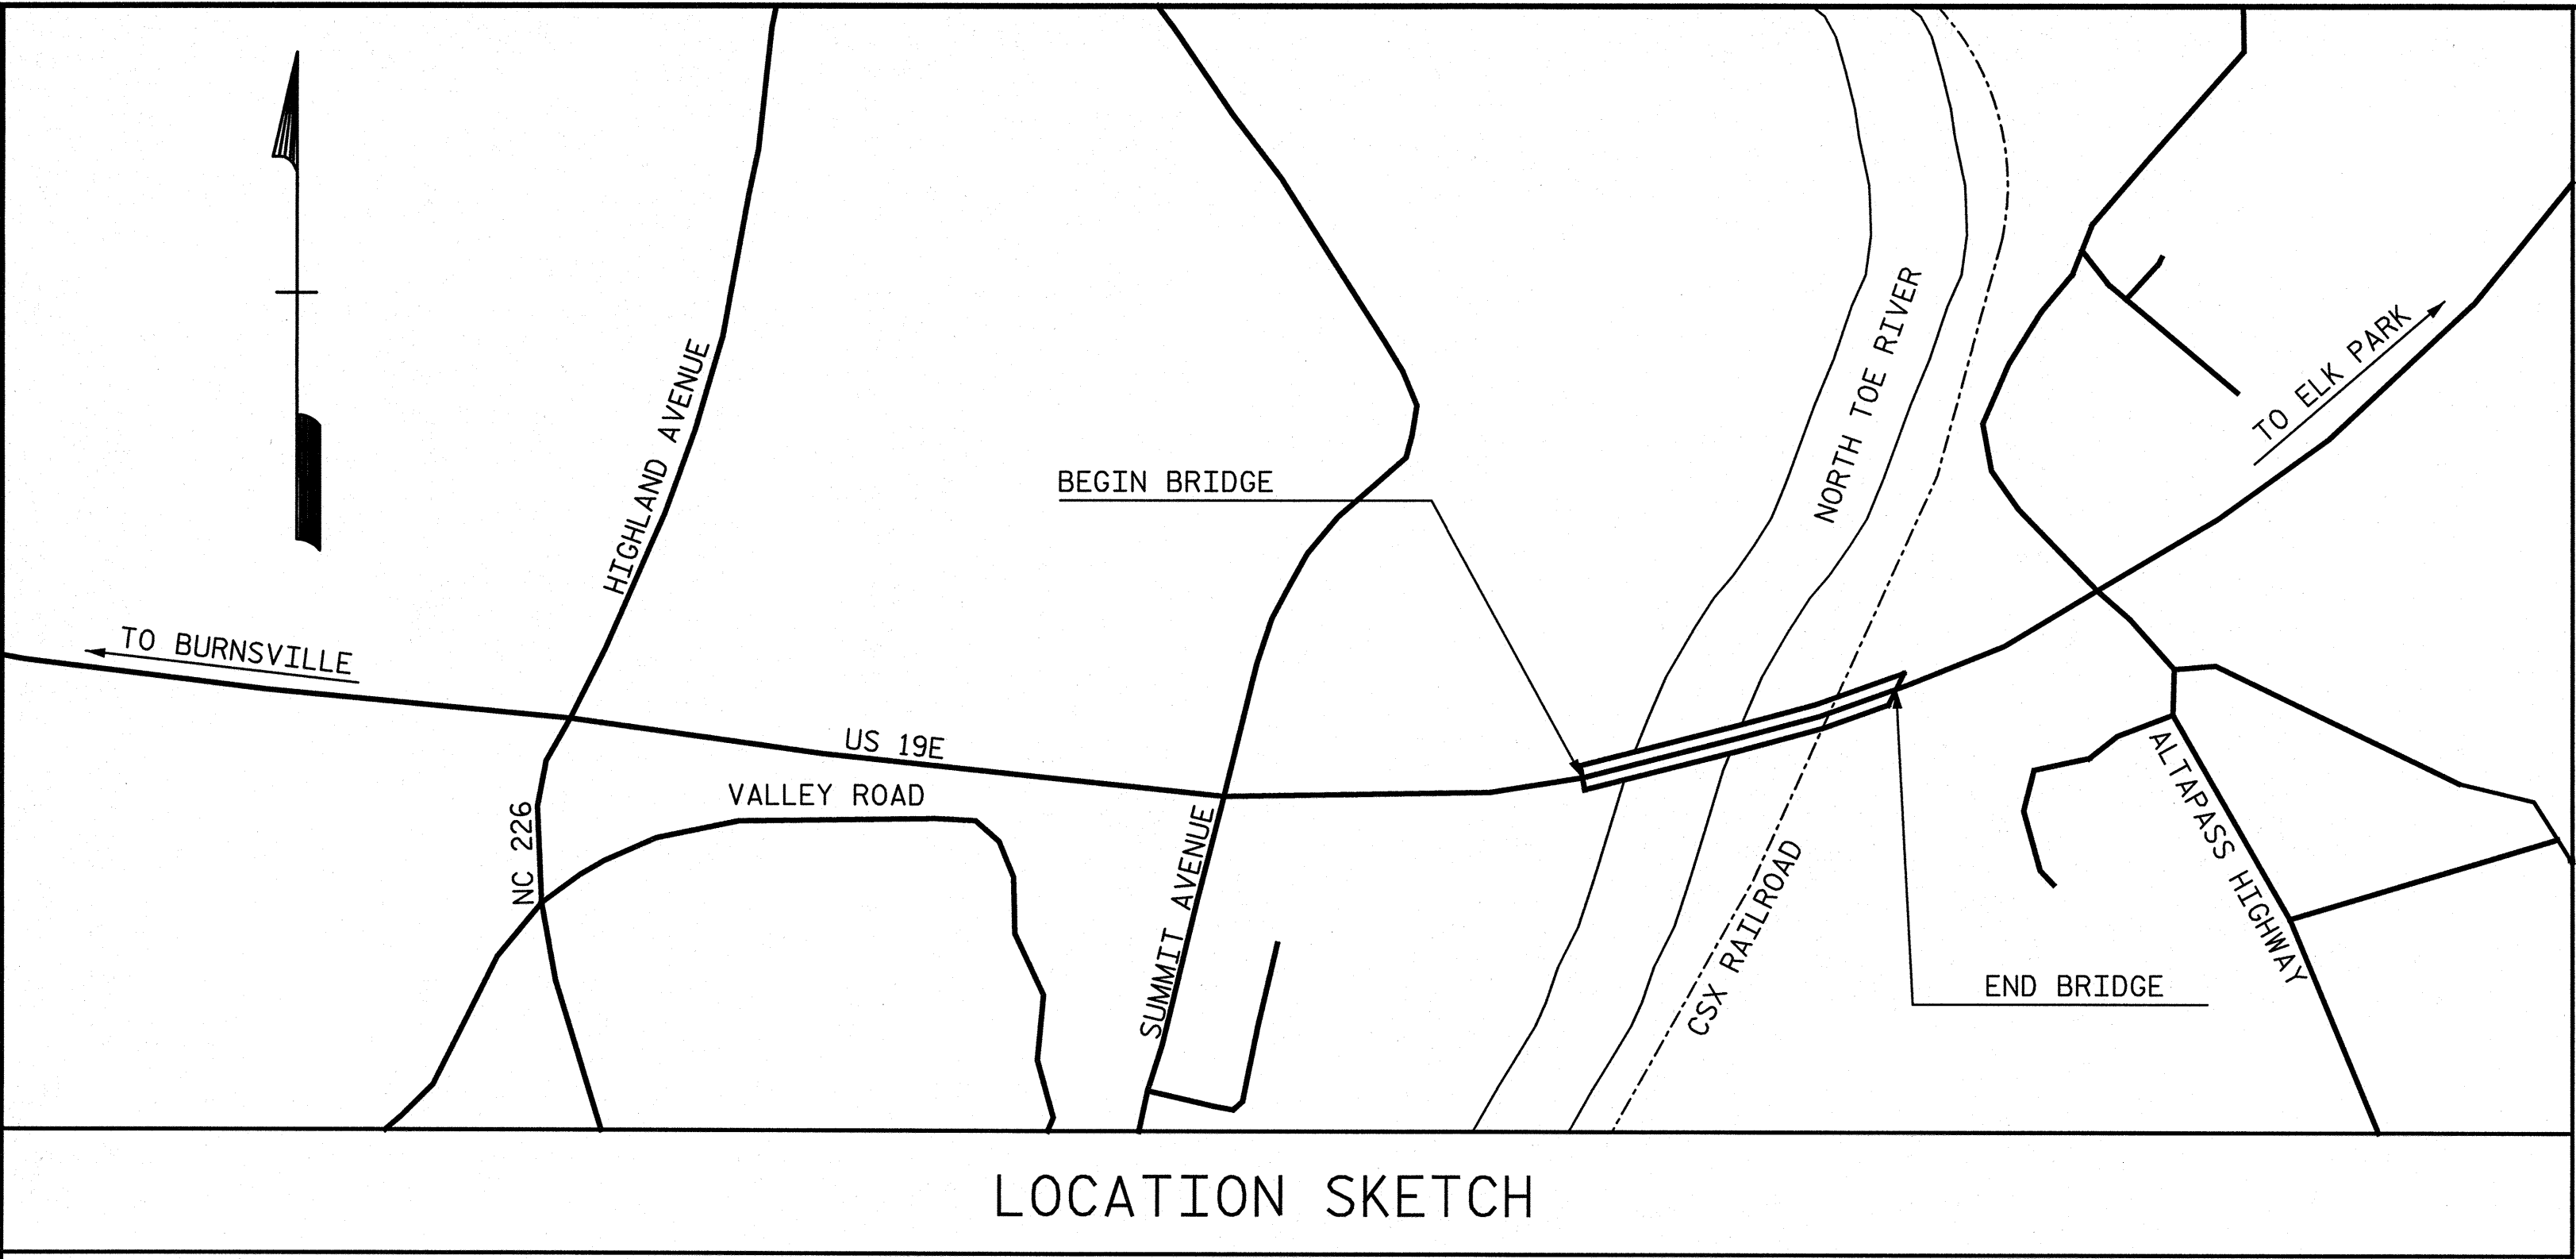 HIGHLAND AVENUE
NORTH TOE RIVER
TO ELK PARK
BEGIN BRIDGE
TO BURNSVILLE
US 19E
VALLEY ROAD
NC 226
SUMMIT AVENUE
CSX RAILROAD
ALTAPASS HIGHWAY
END BRIDGE
LOCATION SKETCH